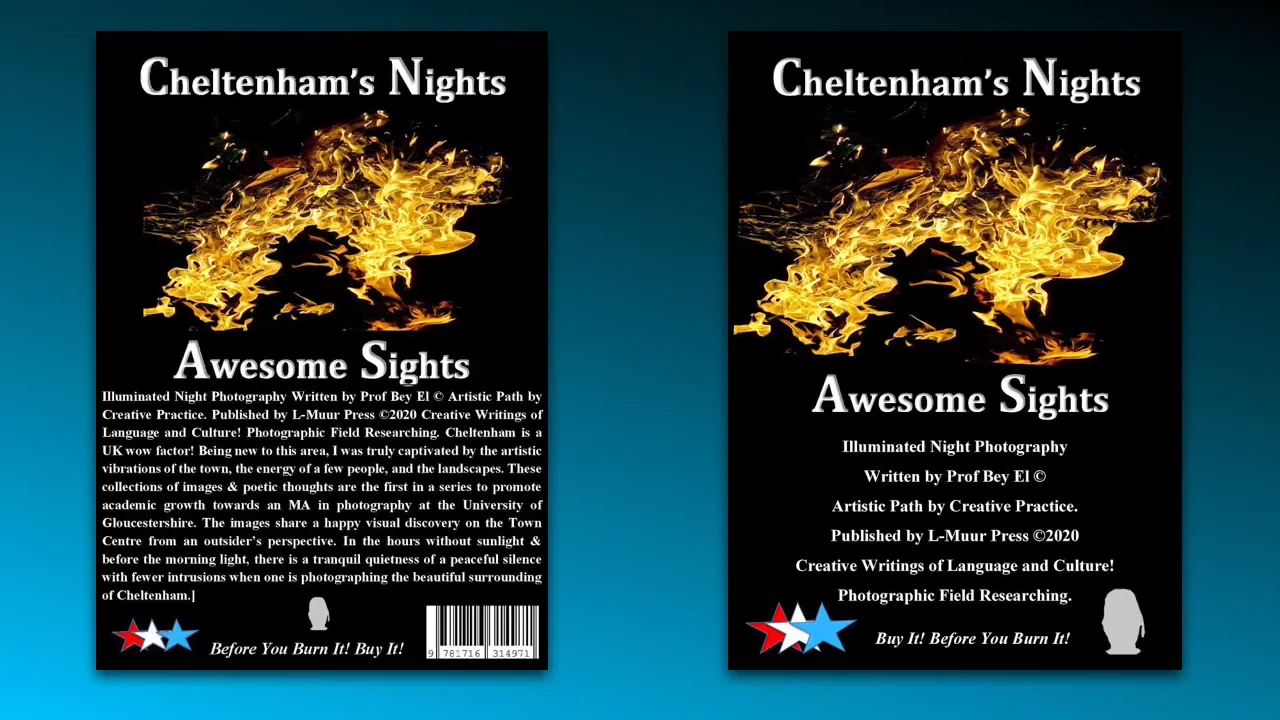 Cheltenham's Nights
Awesome Sights
Illuminated Night Photography Written by Prof Bey El © Artistic Path by
Creative Practice. Published by L-Muur Press ©2020 Creative Writings of
Language and Culture! Photographic Field Researching. Cheltenham is a
UK wow factor! Being new to this area, I was truly captivated by the artistic
vibrations of the town, the energy of a few people, and the landscapes. These
collections of images & poetic thoughts are the first in a series to promote
academic growth towards an MA in photography at the University of
Gloucestershire. The images share a happy visual discovery on the Town
Centre from an outsider's perspective. In the hours without sunlight &
before the morning light, there is a tranquil quietness of a peaceful silence
with fewer intrusions when one is photographing the beautiful surrounding
of Cheltenham.]
Before You Burn It! Buy It!
9 781716 314971
Cheltenham's Nights
Awesome Sights
Illuminated Night Photography
Written by Prof Bey El ©
Artistic Path by Creative Practice.
Published by L-Muur Press ©2020
Creative Writings of Language and Culture!
Photographic Field Researching.
Buy It! Before You Burn It!